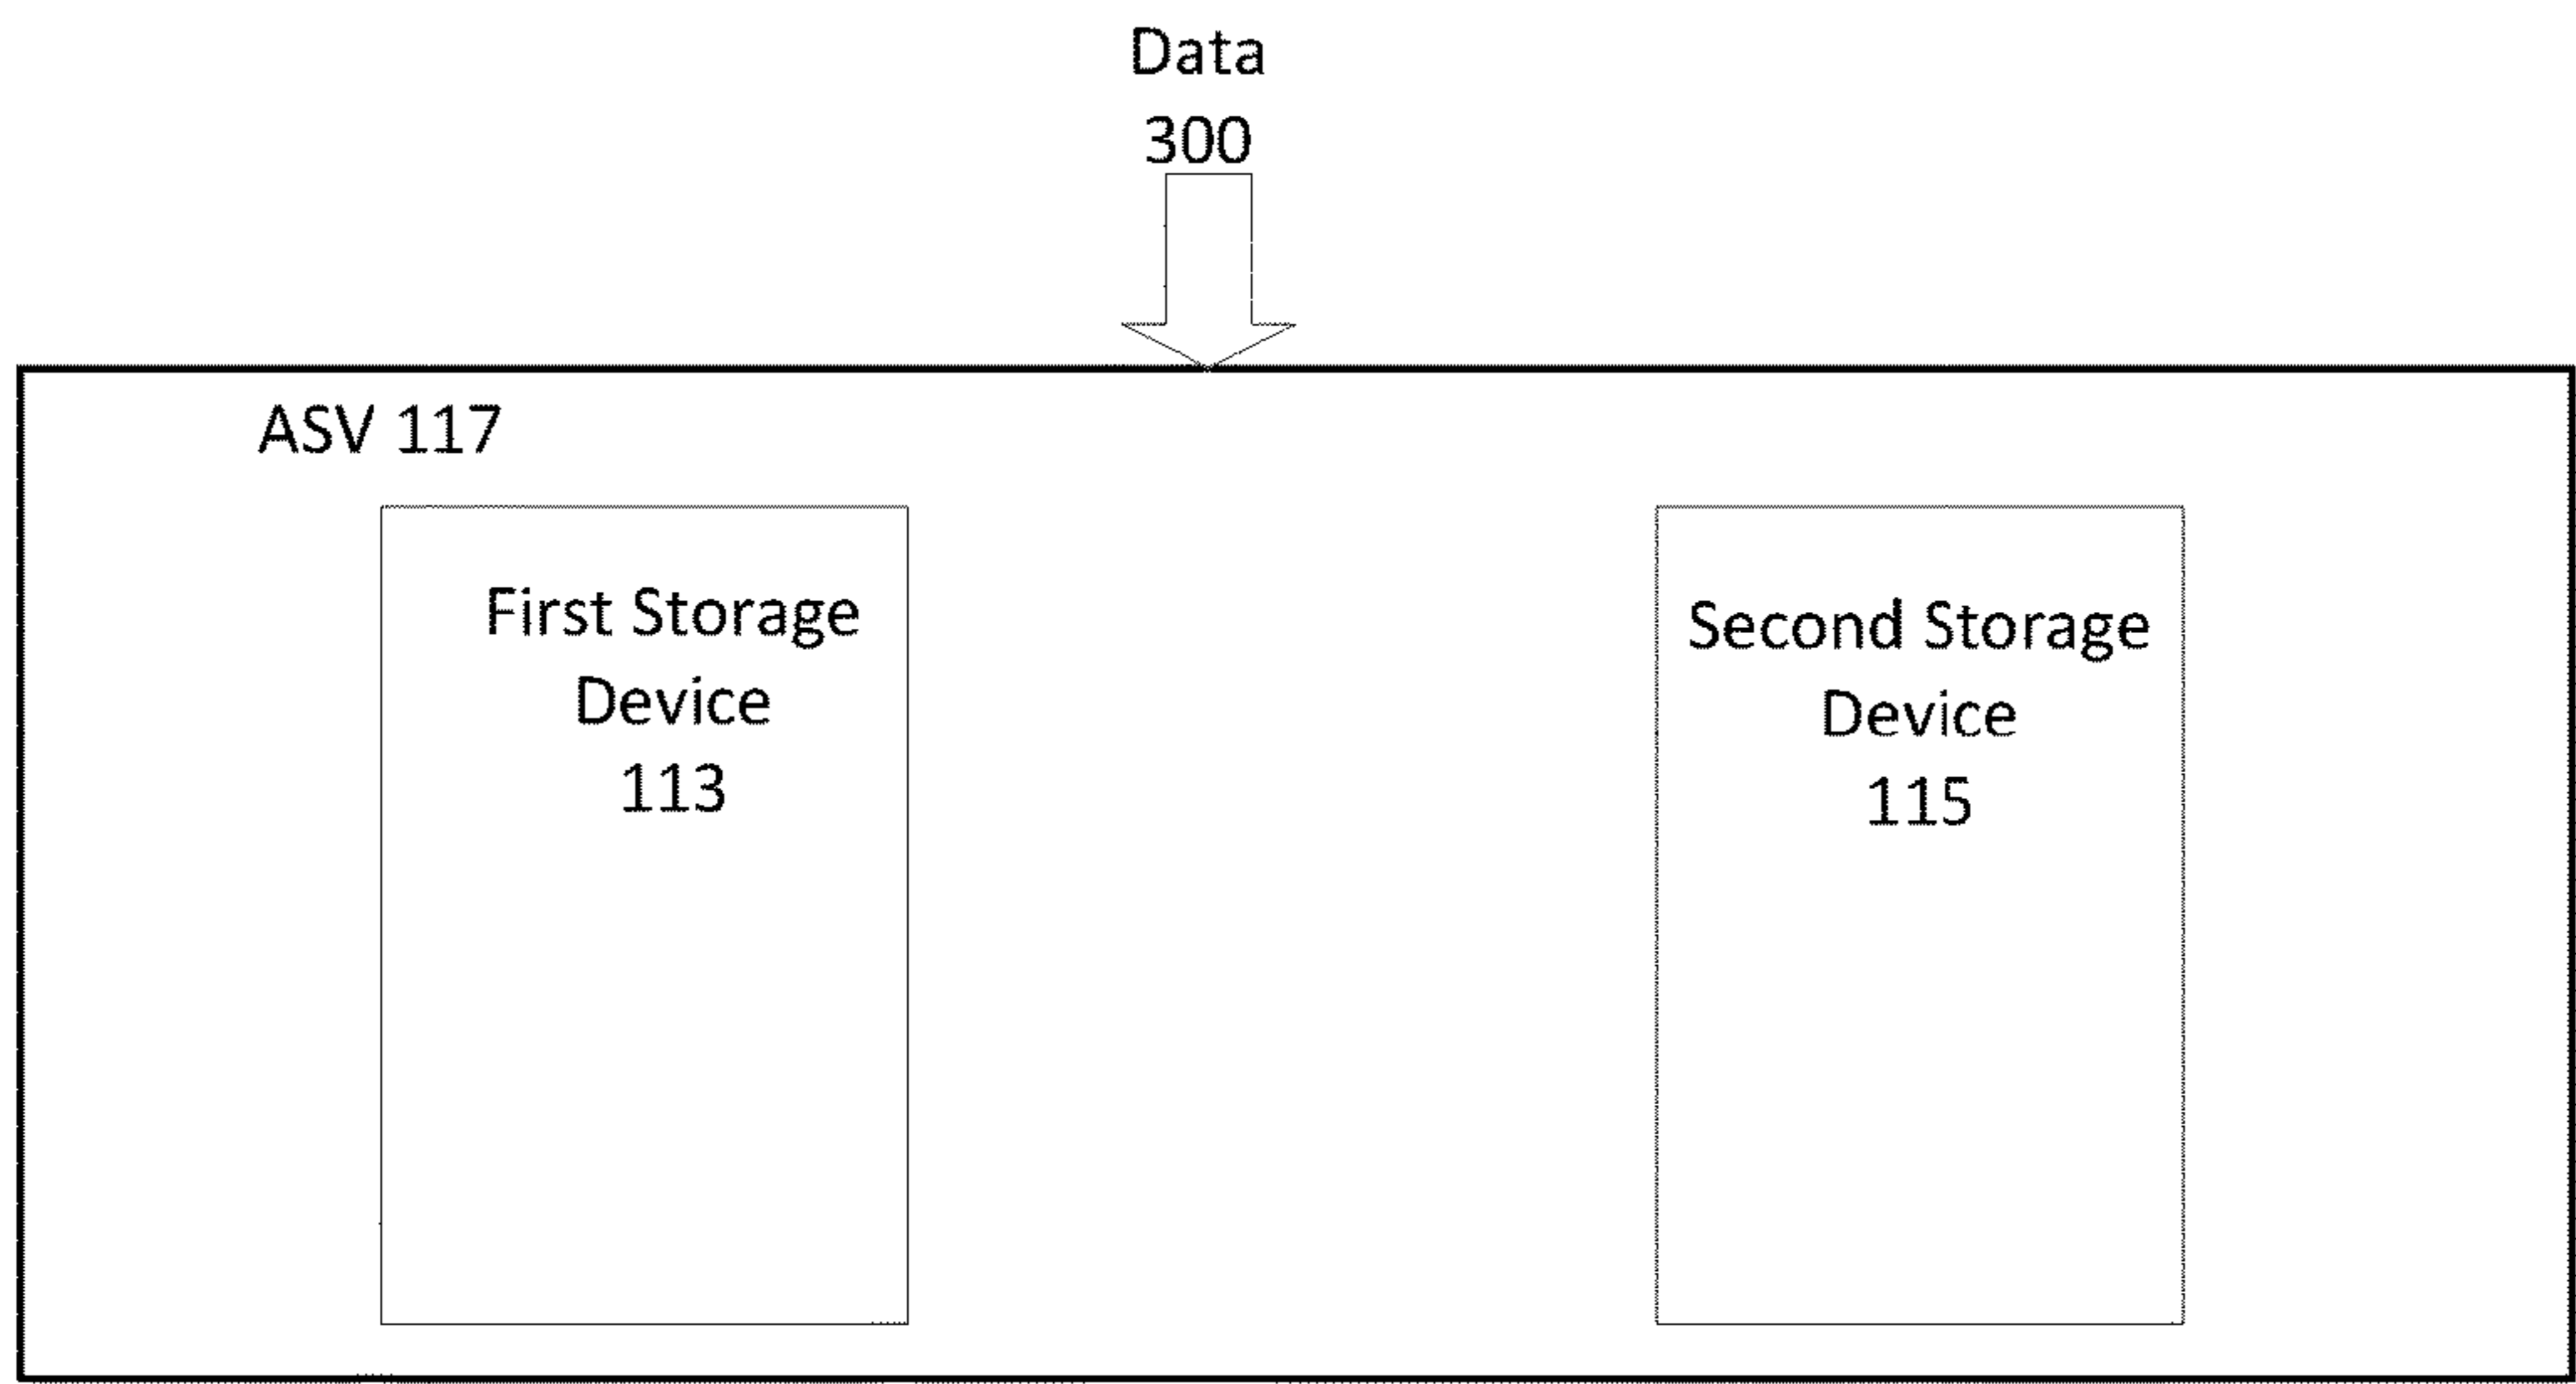 Data
300
ASV 117
First Storage
Device
113
Second Storage
Device
115